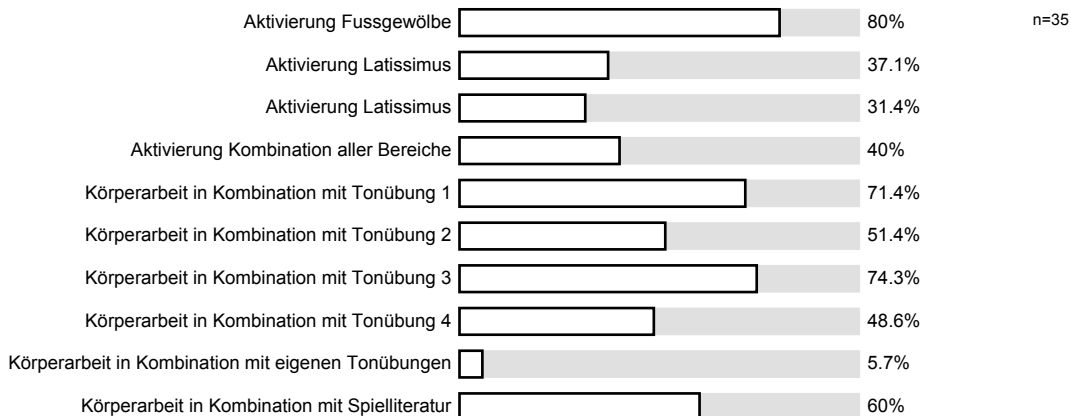 Aktivierung Fussgewölbe 80% n=35
Aktivierung Latissimus 37.1%
Aktivierung Latissimus 31.4%
Aktivierung Kombination aller Bereiche 40%
Körperarbeit in Kombination mit Tonübung 1 71.4%
Körperarbeit in Kombination mit Tonübung 2 51.4%
Körperarbeit in Kombination mit Tonübung 3 74.3%
Körperarbeit in Kombination mit Tonübung 4 48.6%
Körperarbeit in Kombination mit eigenen Tonübungen 5.7%
Körperarbeit in Kombination mit Spielliteratur 60%